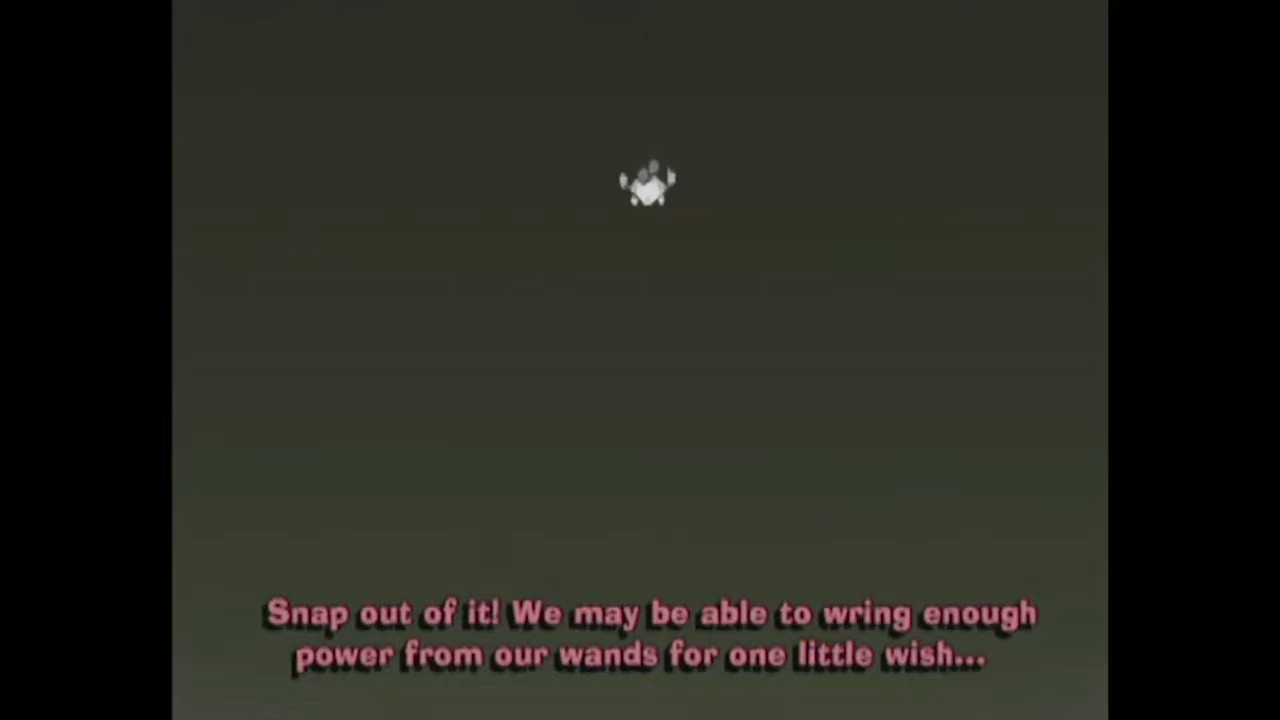 Snap out of it! We may be able to wring enough
power from our wands for one little wish...